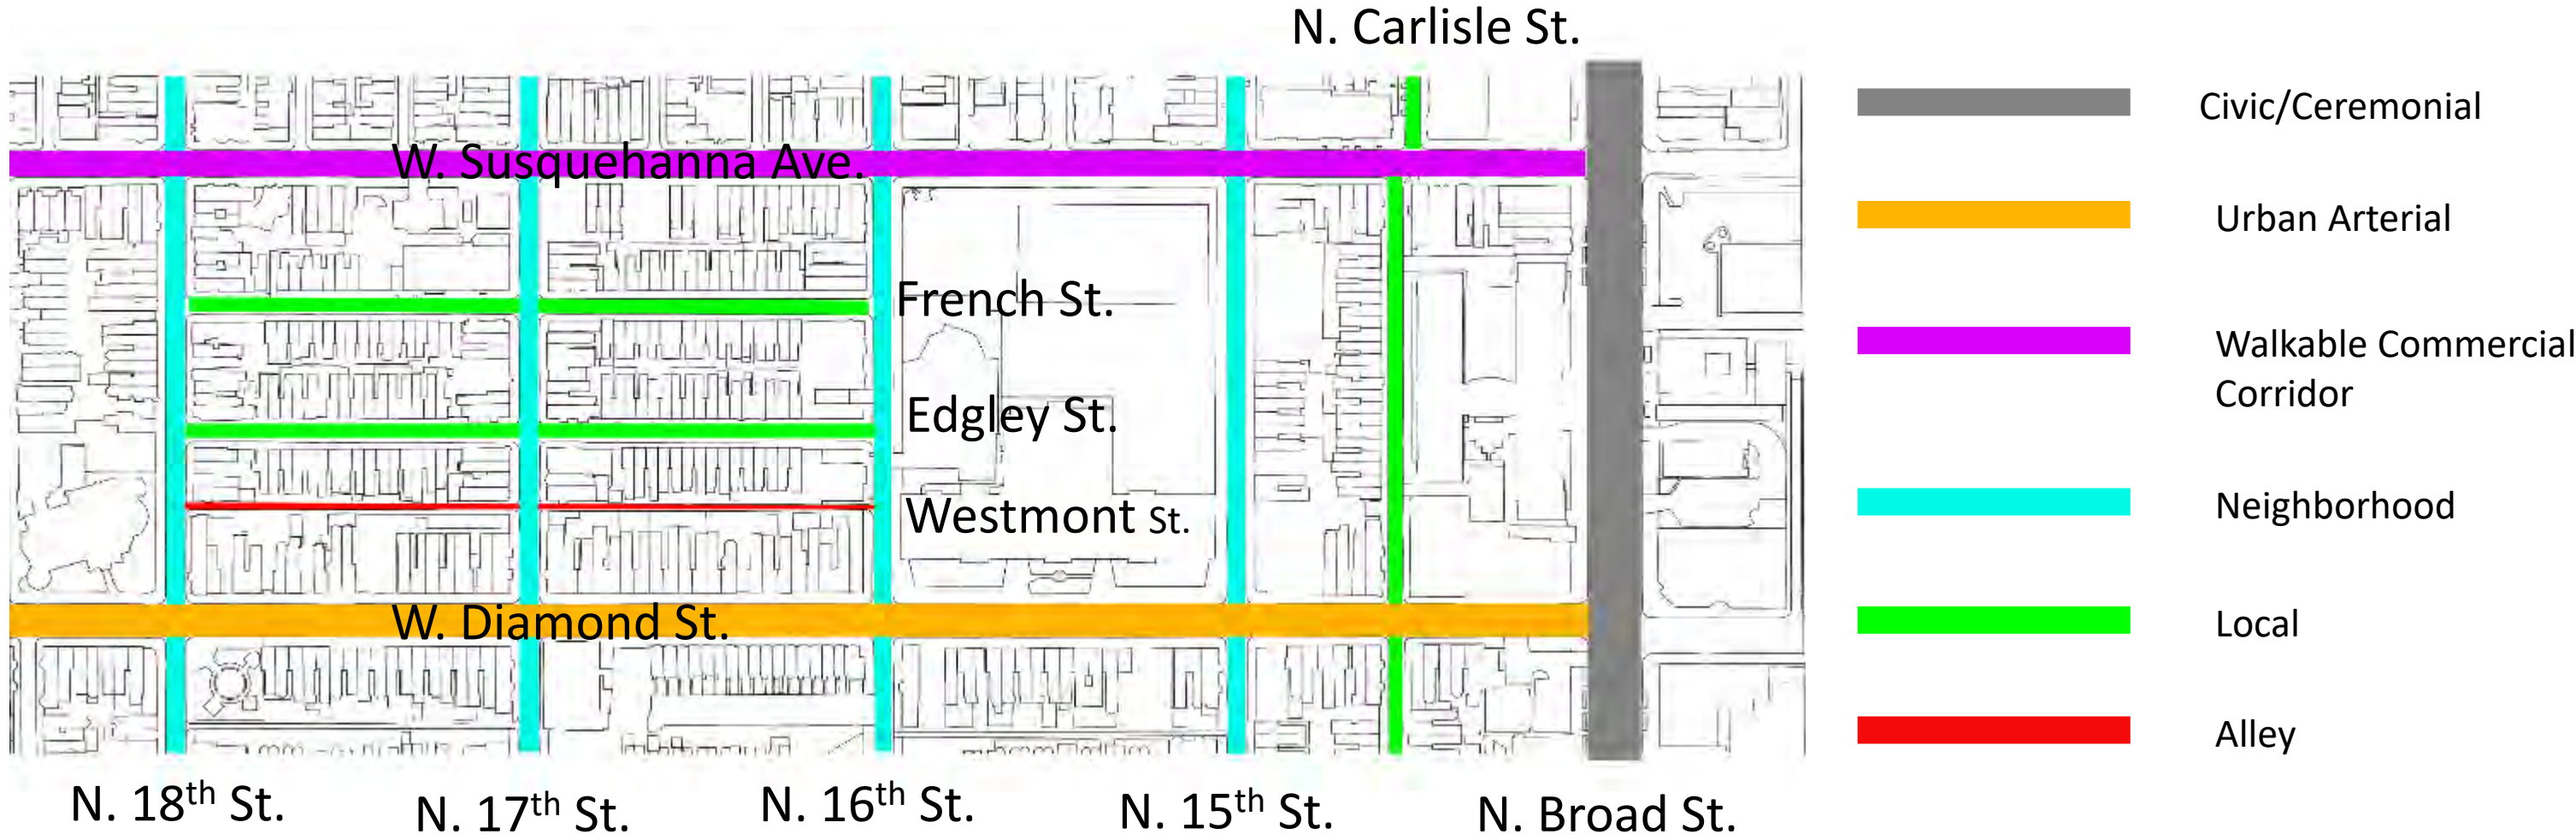 N. Carlisle St.
Civic/Ceremonial
W. Susquehanna Ave.
Urban Arterial
French St.
Walkable Commercial
Corridor
Edgley St.
Neighborhood
Westmont St.
W. Diamond St.
Local
Alley
N. 18th St.
N. 17th St.
N. 16th St.
N. 15th St.
N. Broad St.